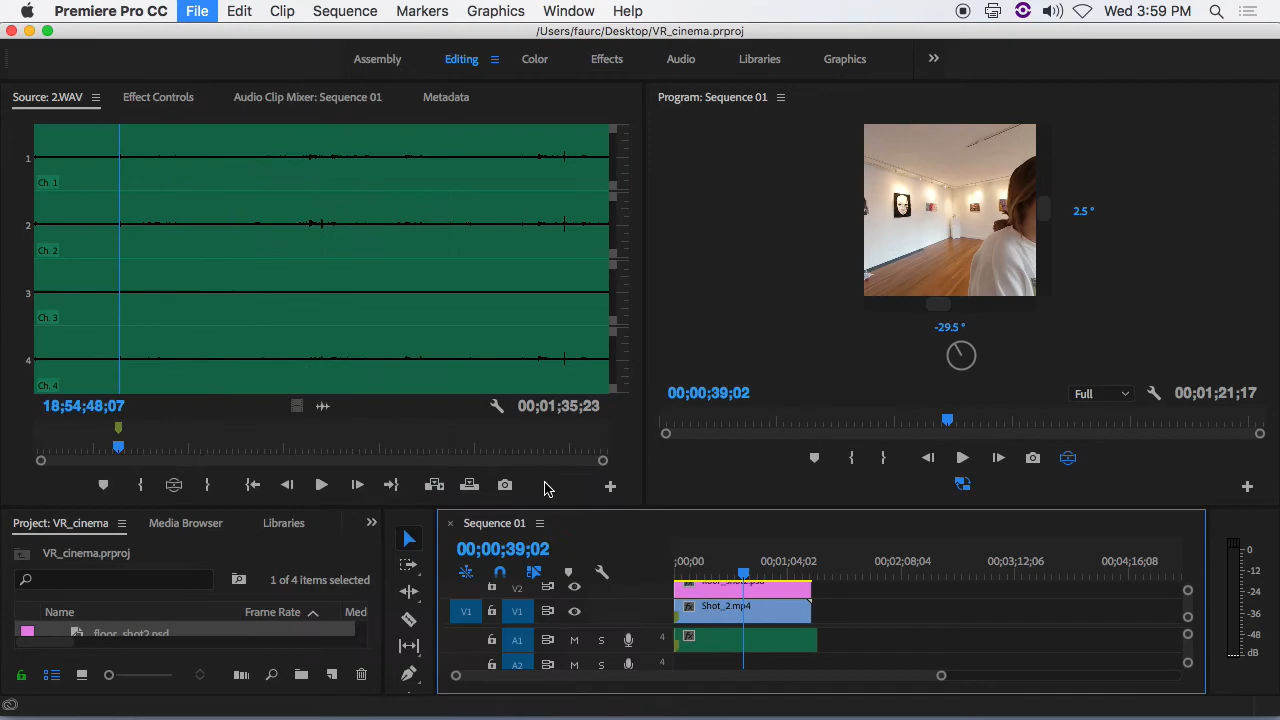 Premiere Pro CC File Edit Clip Sequence Markers Graphics Window Help Wed 3:59 PM
/Users/faurc/Desktop/VR_cinema.prproj
Assembly Editing Color Effects Audio Libraries Graphics
Source: 2.WAV Effect Controls Audio Clip Mixer: Sequence 01 Metadata
Program: Sequence 01
1
Ch. 1
2
Ch. 2
3
Ch. 3
4
Ch. 4
2.5 °
-29.5 °
18,54,48,07 00;01;35;23
00;00;39;02 Full 00;01;21;17
Project: VR_cinema Media Browser Libraries
VR_cinema.prproj
1 of 4 items selected
Name Frame Rate Med
floor_shot2.psd
Sequence 01
00;00;39;02
;00;00 00;01;04;02 00;02;08;04 00;03;12;06 00;04;16;08
V2 floor_shot2.psd
V1 V1 Shot_2.mp4
A1 M S 4
A2 M S 4
0
-12
-24
-36
-48
dB